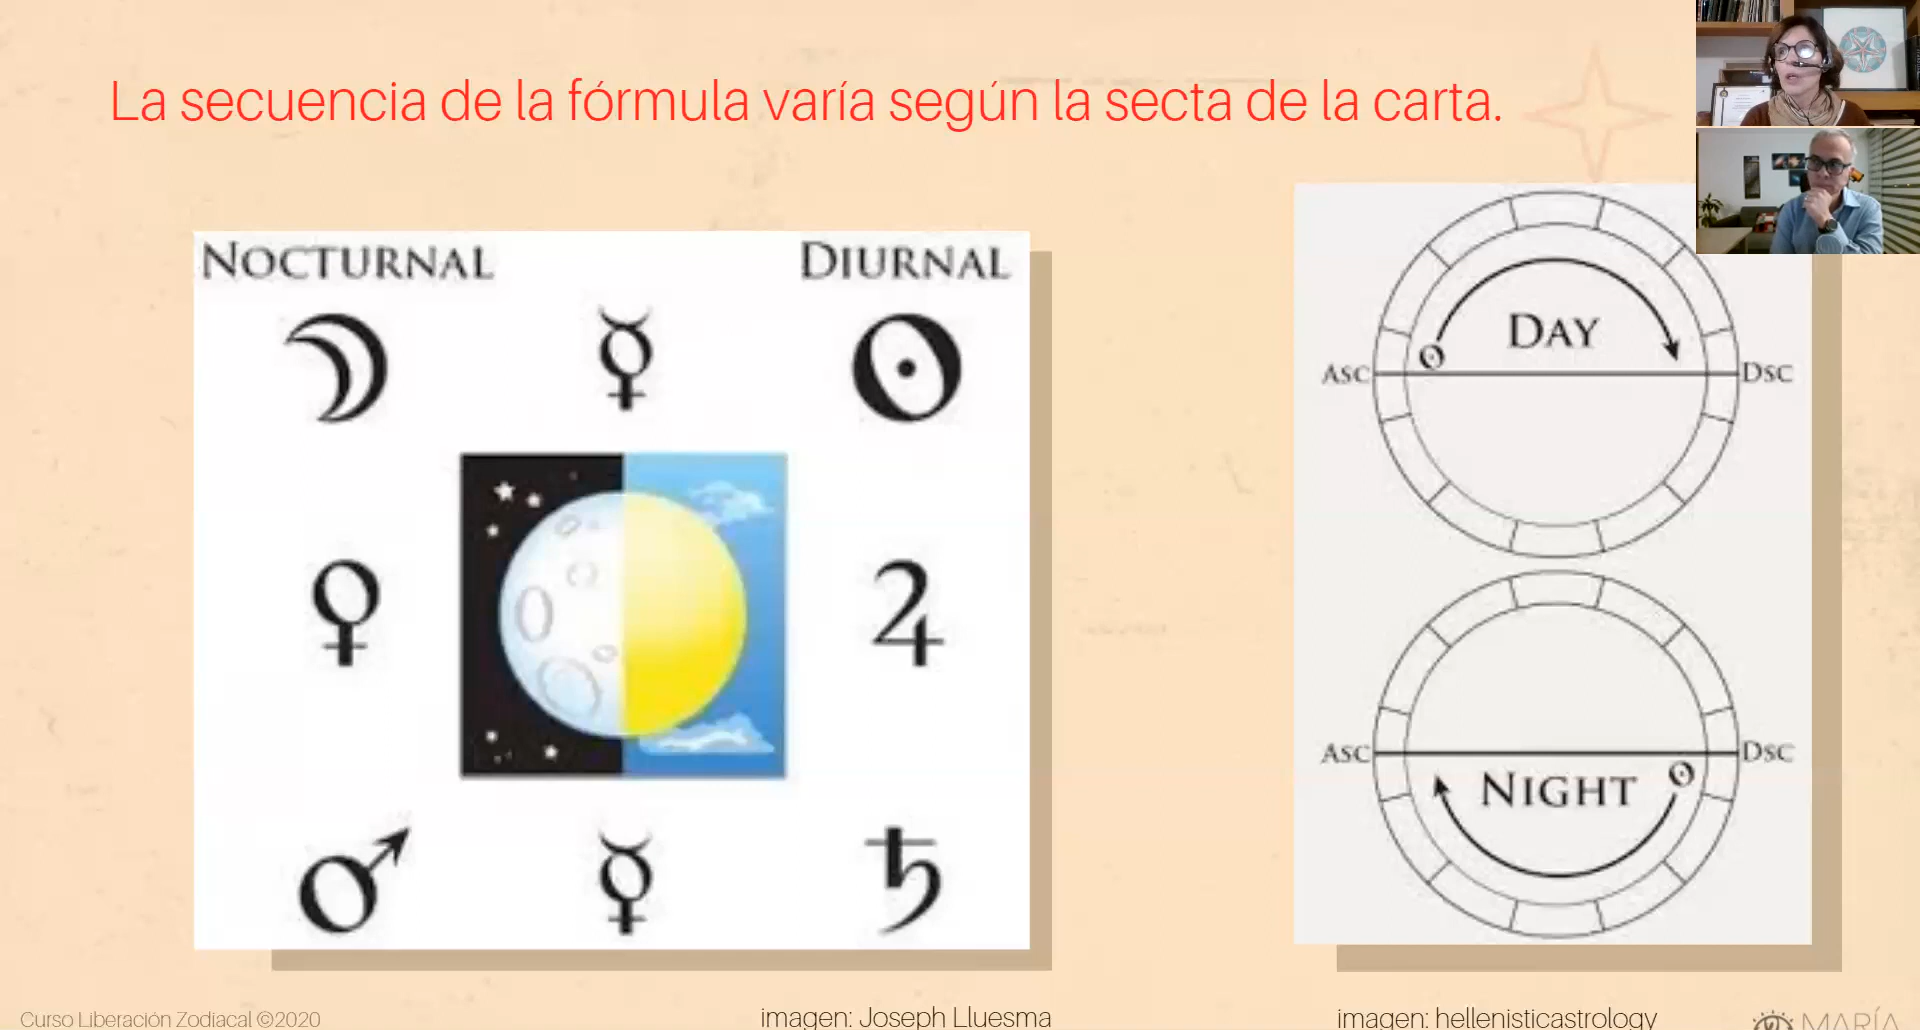 La secuencia de la fórmula varía según la secta de la carta.
NOCTURNAL
DIURNAL
DAY
ASC
DSC
ASC
DSC
NIGHT
Curso Liberación Zodiacal ©2020
imagen: Joseph Lluesma
imagen: hellenisticastrology
MARÍA